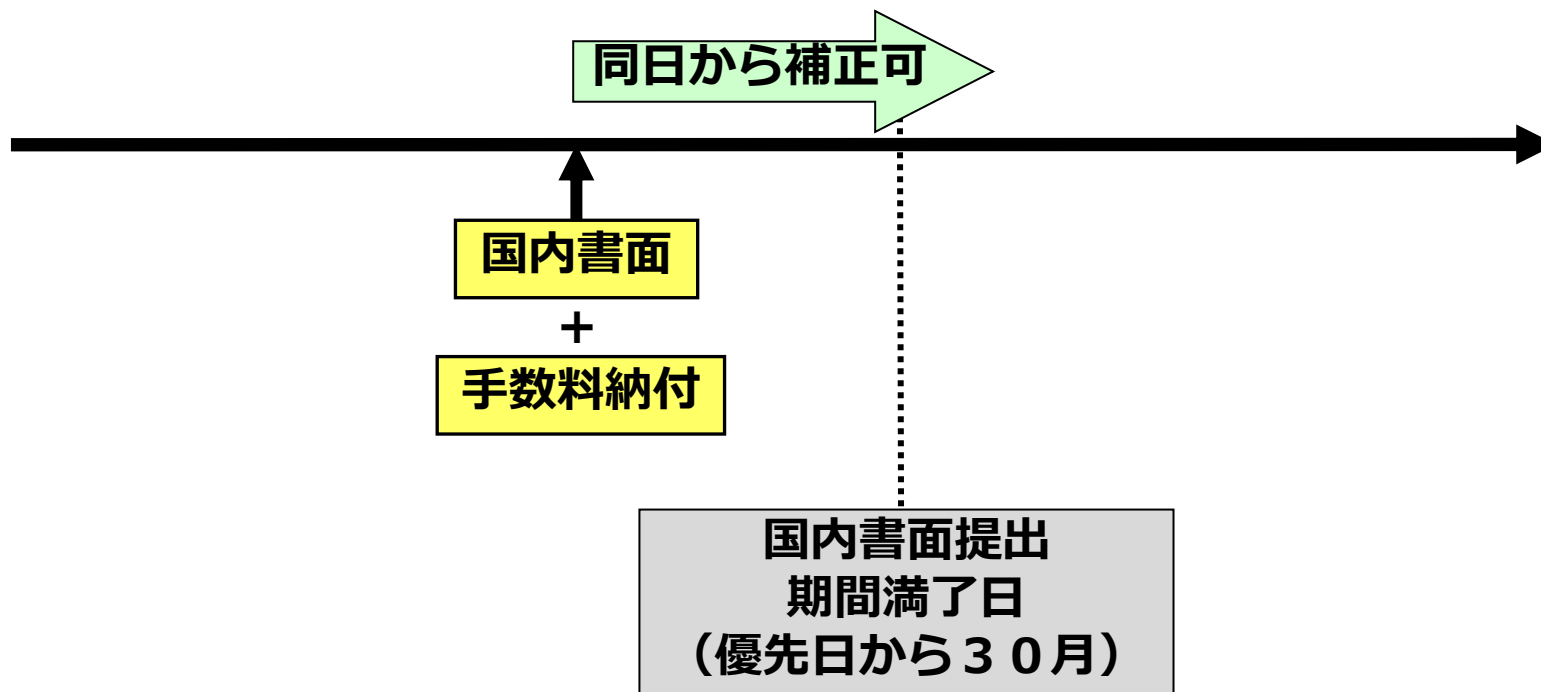 同日から補正可
国内書面
+
手数料納付
国内書面提出
期間満了日
（優先日から３０月）